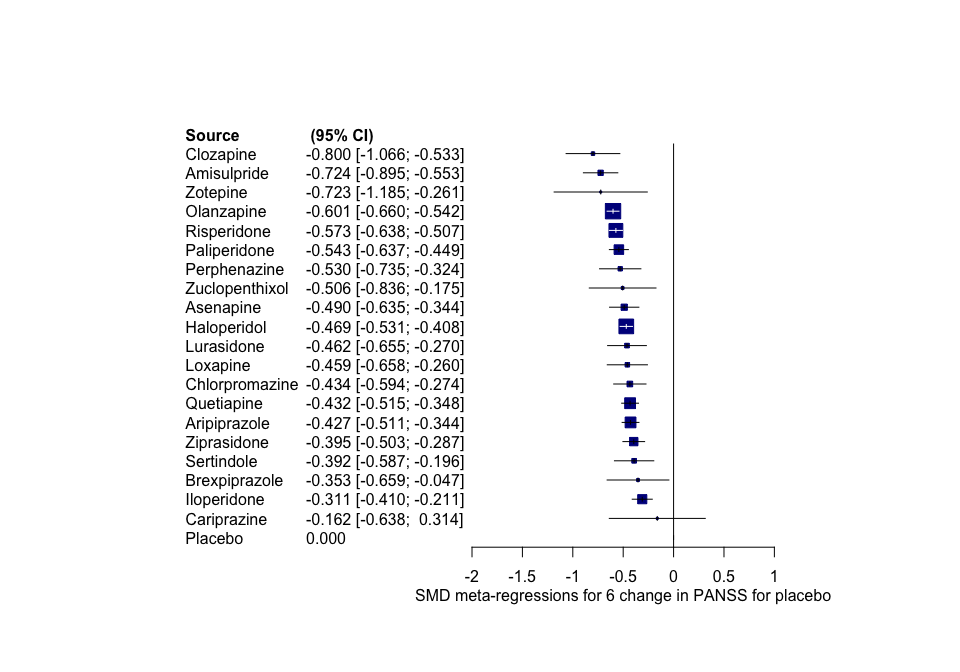 Source (95% CI)
Clozapine -0.800 [-1.066; -0.533]
Amisulpride -0.724 [-0.895; -0.553]
Zotepine -0.723 [-1.185; -0.261]
Olanzapine -0.601 [-0.660; -0.542]
Risperidone -0.573 [-0.638; -0.507]
Paliperidone -0.543 [-0.637; -0.449]
Perphenazine -0.530 [-0.735; -0.324]
Zuclopenthixol -0.506 [-0.836; -0.175]
Asenapine -0.490 [-0.635; -0.344]
Haloperidol -0.469 [-0.531; -0.408]
Lurasidone -0.462 [-0.655; -0.270]
Loxapine -0.459 [-0.658; -0.260]
Chlorpromazine -0.434 [-0.594; -0.274]
Quetiapine -0.432 [-0.515; -0.348]
Aripiprazole -0.427 [-0.511; -0.344]
Ziprasidone -0.395 [-0.503; -0.287]
Sertindole -0.392 [-0.587; -0.196]
Brexpiprazole -0.353 [-0.659; -0.047]
Iloperidone -0.311 [-0.410; -0.211]
Cariprazine -0.162 [-0.638; 0.314]
Placebo 0.000
-2 -1.5 -1 -0.5 0 0.5 1
SMD meta-regressions for 6 change in PANSS for placebo